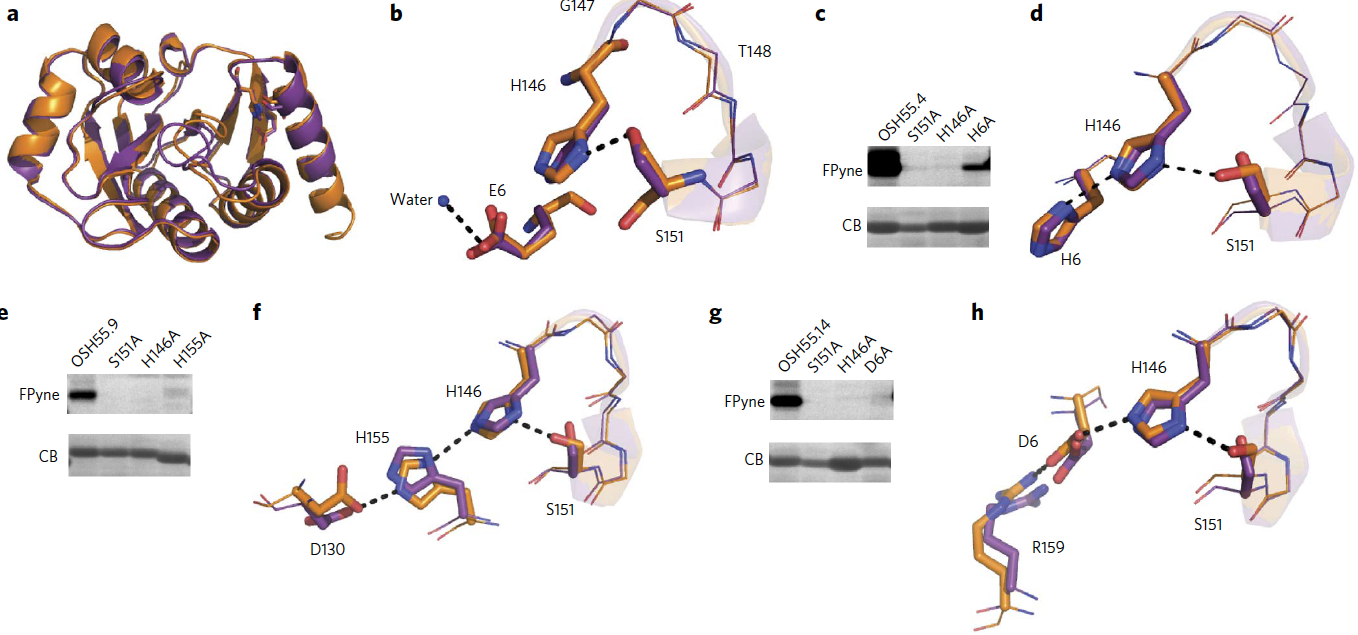 a
b
G147
T148
H146
Water
E6
S151
c
OSH55.4
S151A
H146A
H6A
FPyne
CB
d
H146
H6
S151
e
OSH55.9
S151A
H146A
H155A
FPyne
CB
f
H146
H155
D130
S151
g
OSH55.14
S151A
H146A
D6A
FPyne
CB
h
H146
D6
R159
S151